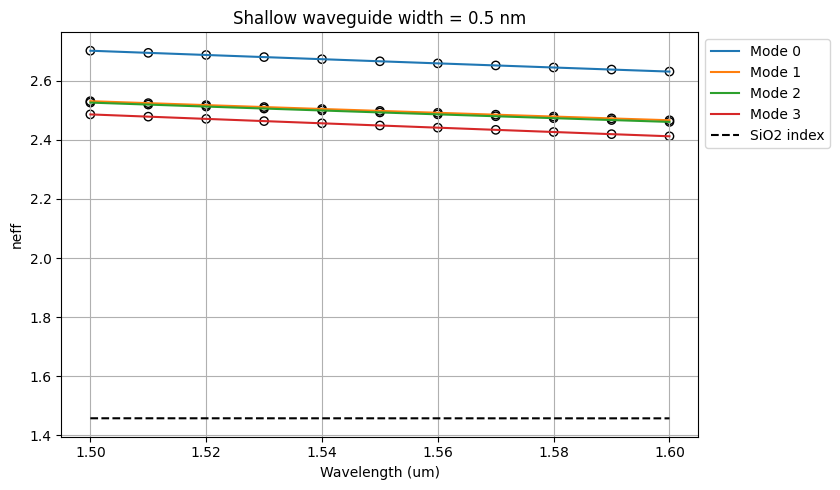 Shallow waveguide width = 0.5 nm
Mode 0
Mode 1
Mode 2
Mode 3
SiO2 index
neff
2.6
2.4
2.2
2.0
1.8
1.6
1.4
1.50 1.52 1.54 1.56 1.58 1.60
Wavelength (um)